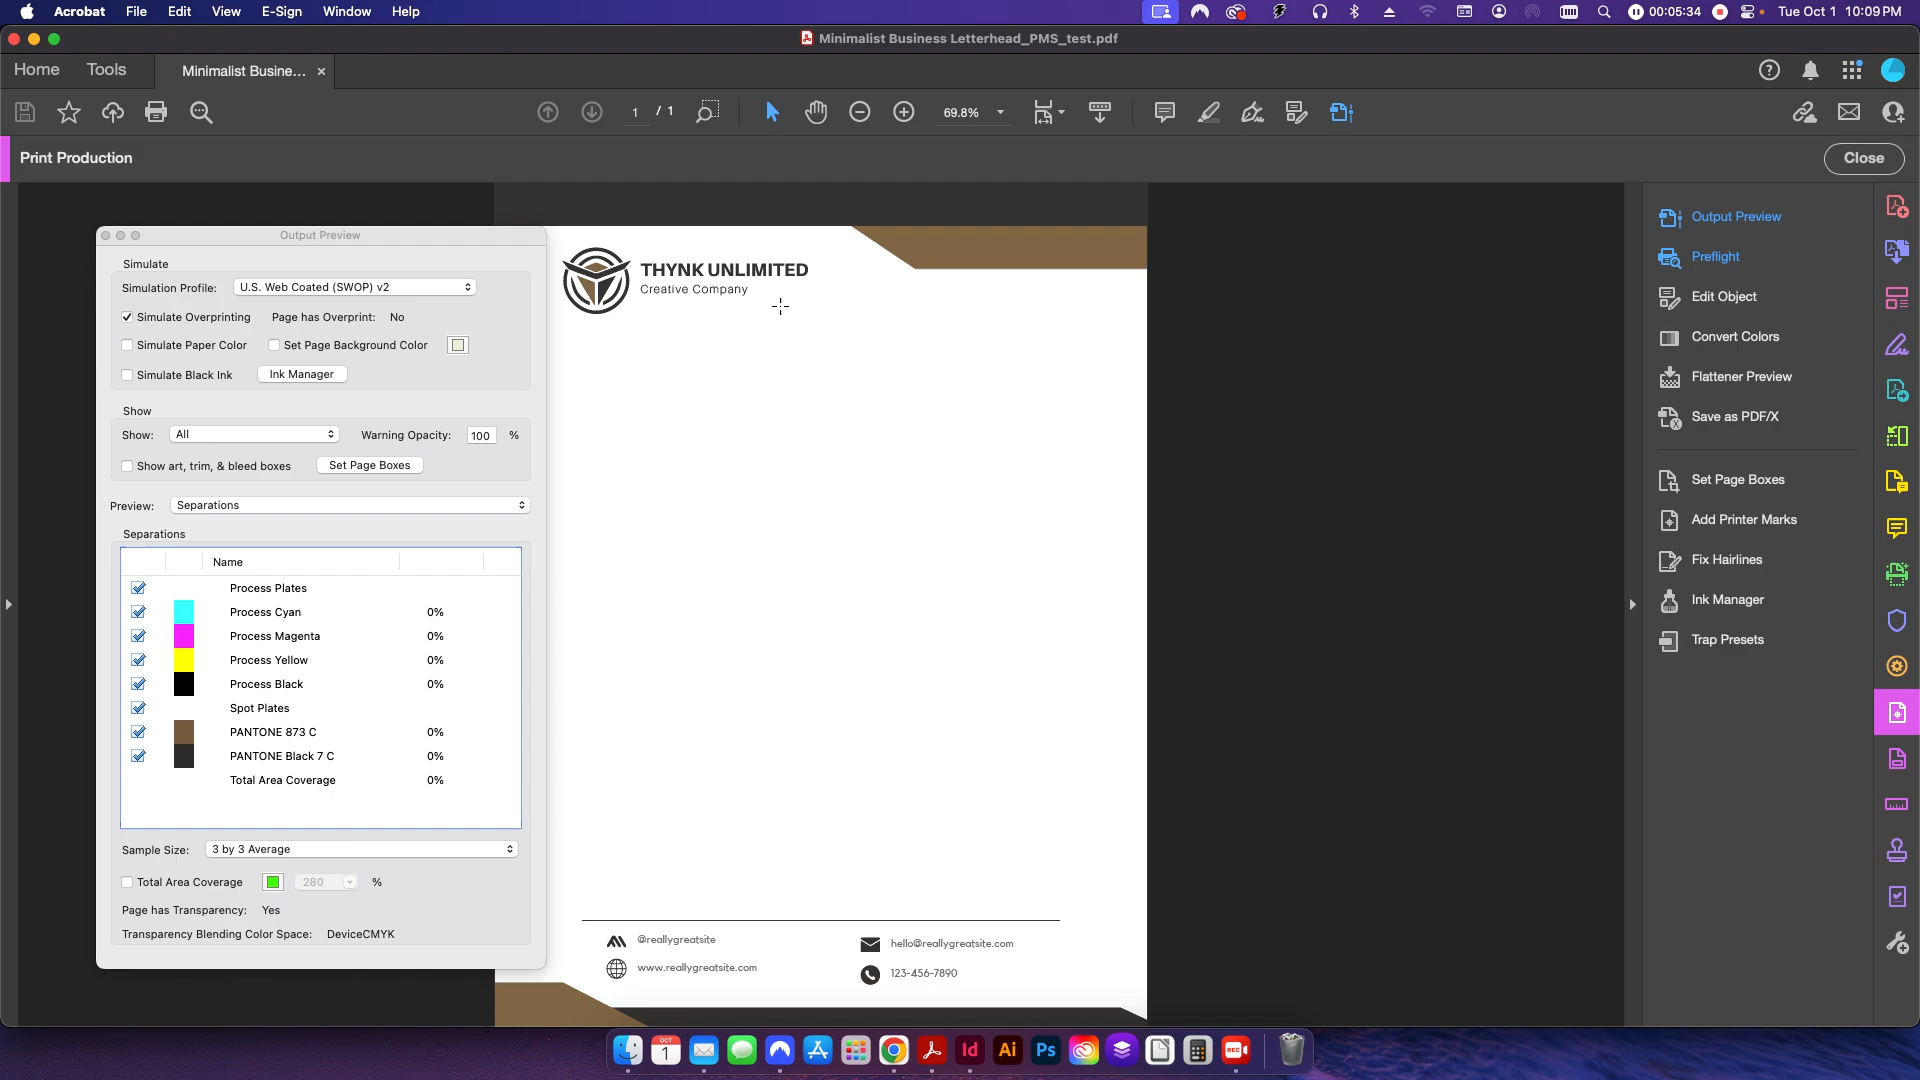 Acrobat File Edit View E-Sign Window Help 00:05:34 Tue Oct 1 10:09 PM
Minimalist Business Letterhead_PMS_test.pdf
Home Tools Minimalist Busine... ×
1 / 1 69.8%
Print Production Close
Output Preview
Simulate
Simulation Profile: U.S. Web Coated (SWOP) v2
Simulate Overprinting Page has Overprint: No
Simulate Paper Color Set Page Background Color
Simulate Black Ink Ink Manager
Show
Show: All Warning Opacity: 100 %
Show art, trim, & bleed boxes Set Page Boxes
Preview: Separations
Separations
Name
Process Plates
Process Cyan 0%
Process Magenta 0%
Process Yellow 0%
Process Black 0%
Spot Plates
PANTONE 873 C 0%
PANTONE Black 7 C 0%
Total Area Coverage 0%
Sample Size: 3 by 3 Average
Total Area Coverage 280 %
Page has Transparency: Yes
Transparency Blending Color Space: DeviceCMYK
THYNK UNLIMITED
Creative Company
@reallygreatsite
www.reallygreatsite.com
hello@reallygreatsite.com
123-456-7890
Output Preview
Preflight
Edit Object
Convert Colors
Flattener Preview
Save as PDF/X
Set Page Boxes
Add Printer Marks
Fix Hairlines
Ink Manager
Trap Presets
OCT
1
Id
Ai
Ps
REC